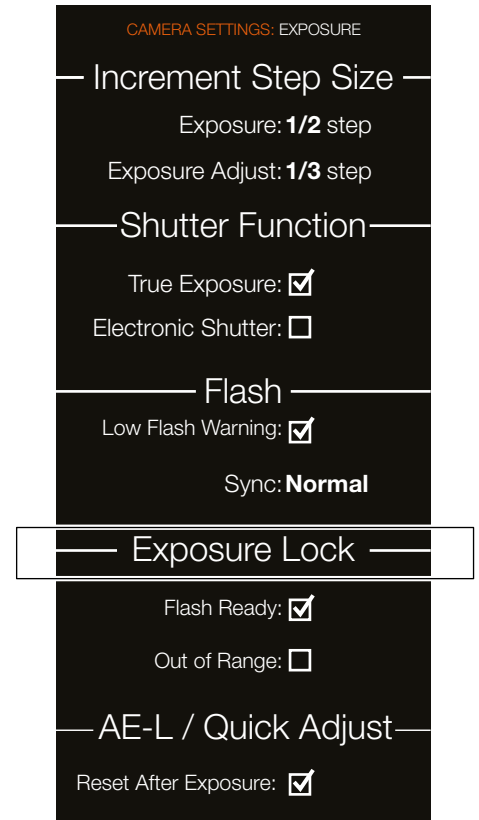 CAMERA SETTINGS: EXPOSURE
Increment Step Size
Exposure: 1/2 step
Exposure Adjust: 1/3 step
Shutter Function
True Exposure:
Electronic Shutter:
Flash
Low Flash Warning:
Sync: Normal
Exposure Lock
Flash Ready:
Out of Range:
AE-L / Quick Adjust
Reset After Exposure: